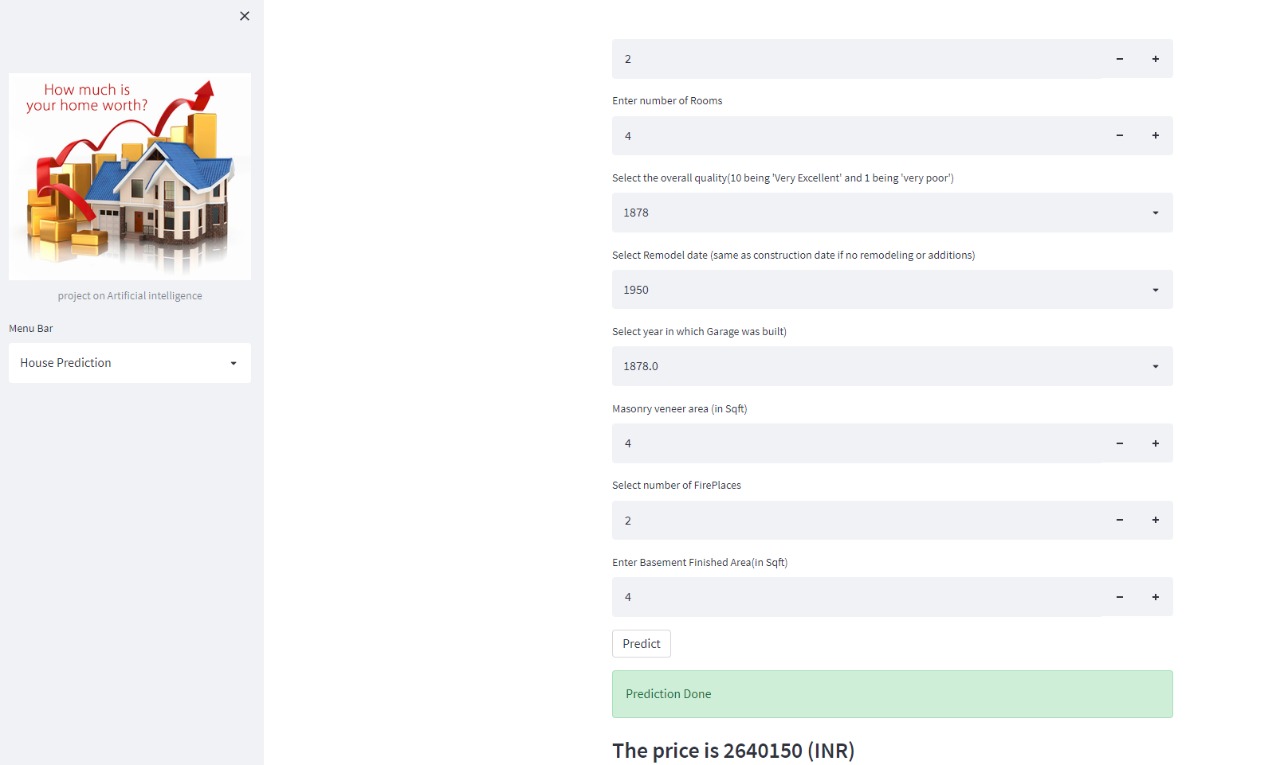 How much is
your home worth?
project on Artificial intelligence
Menu Bar
House Prediction
2
Enter number of Rooms
4
Select the overall quality(10 being 'Very Excellent' and 1 being 'very poor')
1878
Select Remodel date (same as construction date if no remodeling or additions)
1950
Select year in which Garage was built)
1878.0
Masonry veneer area (in Sqft)
4
Select number of FirePlaces
2
Enter Basement Finished Area(in Sqft)
4
Predict
Prediction Done
The price is 2640150 (INR)